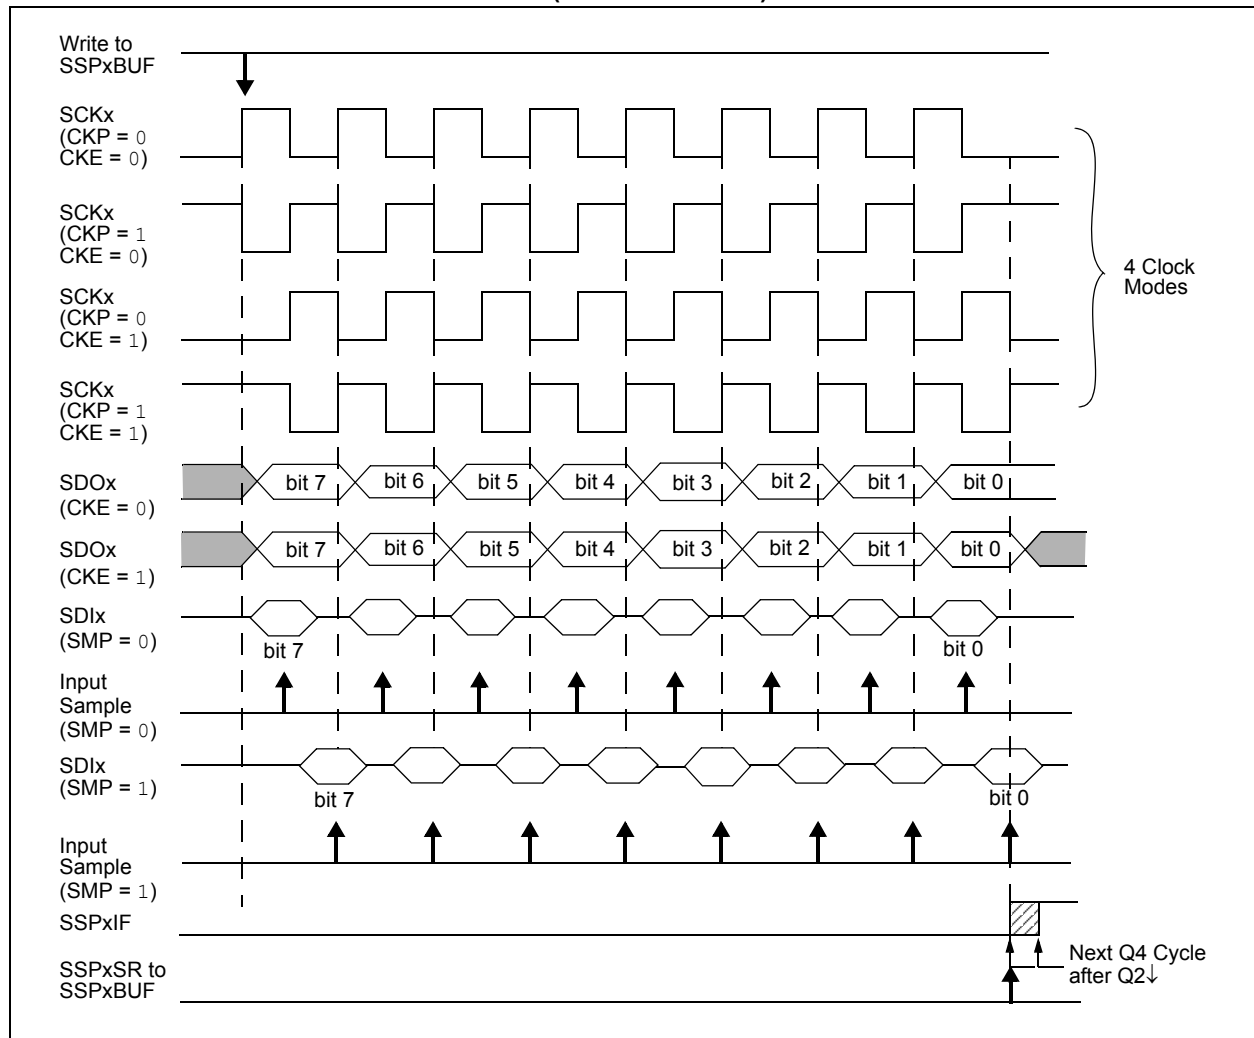 Write to
SSPxBUF
SCKx
(CKP = 0
CKE = 0)
SCKx
(CKP = 1
CKE = 0)
4 Clock
Modes
SCKx
(CKP = 0
CKE = 1)
SCKx
(CKP = 1
CKE = 1)
SDOx
(CKE = 0)
bit 7 bit 6 bit 5 bit 4 bit 3 bit 2 bit 1 bit 0
SDOx
(CKE = 1)
bit 7 bit 6 bit 5 bit 4 bit 3 bit 2 bit 1 bit 0
SDIx
(SMP = 0)
bit 7 bit 0
Input
Sample
(SMP = 0)
SDIx
(SMP = 1)
bit 7 bit 0
Input
Sample
(SMP = 1)
SSPxIF
SSPxSR to
SSPxBUF
Next Q4 Cycle
after Q2↓